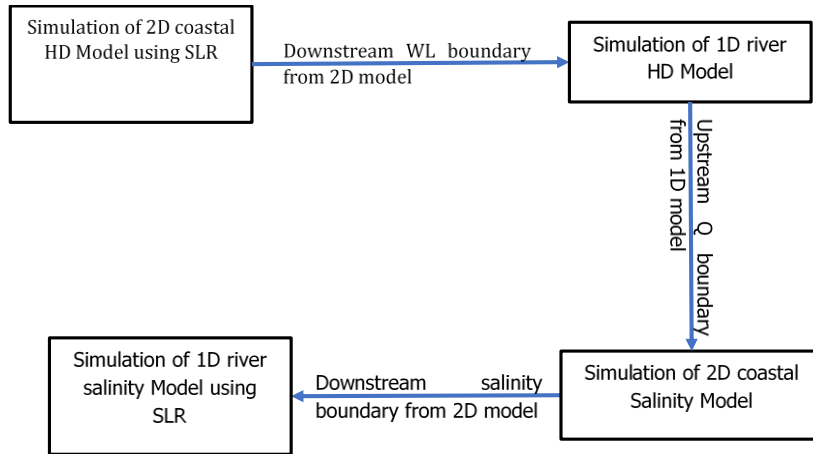 Simulation of 2D coastal
HD Model using SLR
Downstream WL boundary
from 2D model
Simulation of 1D river
HD Model
Upstream Q boundary
from 1D model
Simulation of 2D coastal
Salinity Model
Downstream salinity
boundary from 2D model
Simulation of 1D river
salinity Model using
SLR